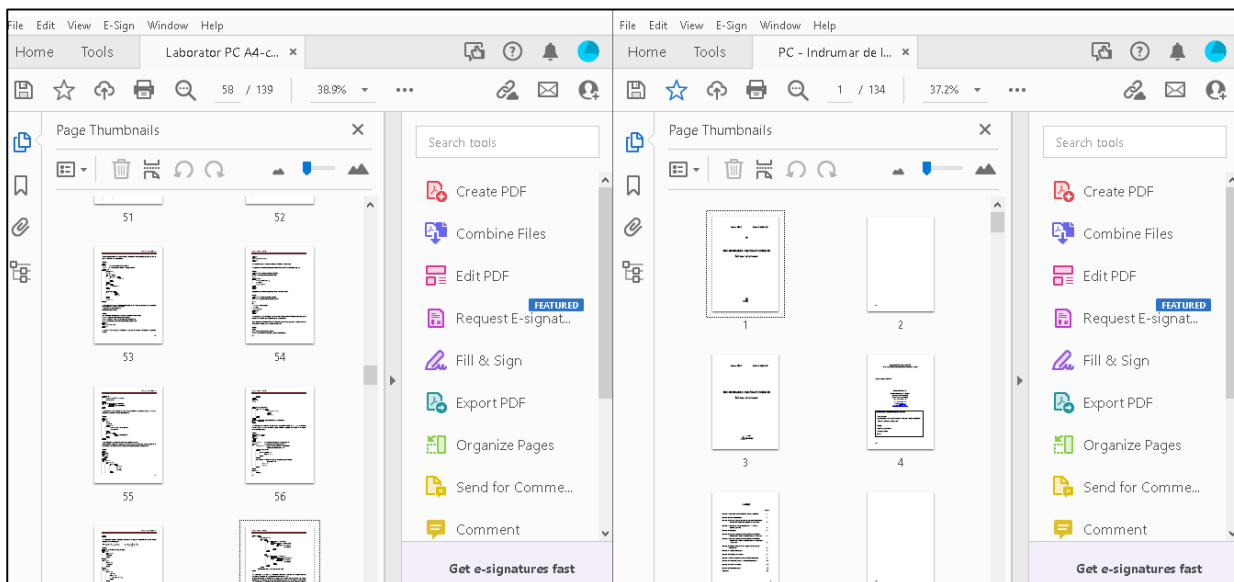 File Edit View E-Sign Window Help
Home Tools Laborator PC A4-c... ×
58 / 139 38.9%
Page Thumbnails
51 52
53 54
55 56
Search tools
Create PDF
Combine Files
Edit PDF
FEATURED
Request E-signat...
Fill & Sign
Export PDF
Organize Pages
Send for Comme...
Comment
Get e-signatures fast
File Edit View E-Sign Window Help
Home Tools PC - Indrumar de l... ×
1 / 134 37.2%
Page Thumbnails
1 2
3 4
Search tools
Create PDF
Combine Files
Edit PDF
FEATURED
Request E-signat...
Fill & Sign
Export PDF
Organize Pages
Send for Comme...
Comment
Get e-signatures fast